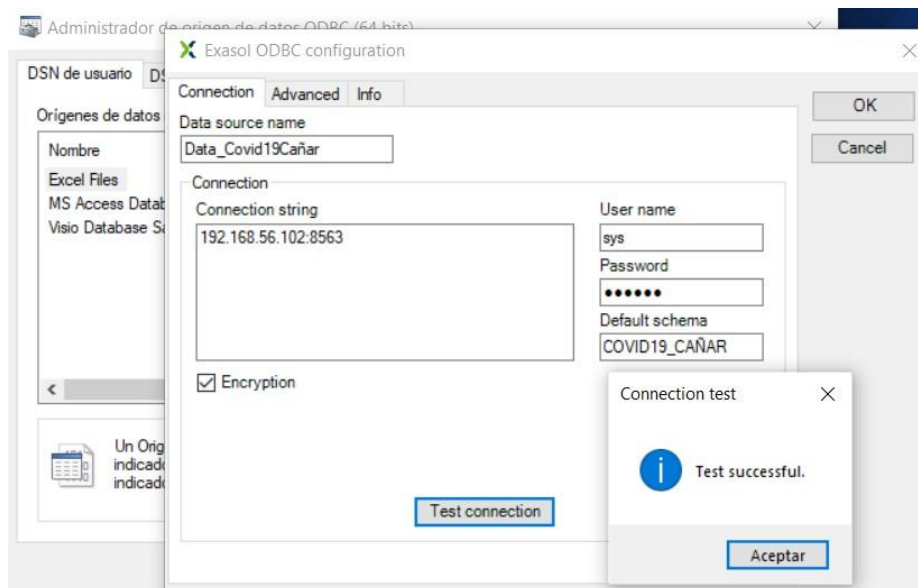 Administrador de origen de datos ODBC (64 bits)
Exasol ODBC configuration
DSN de usuario
Connection
Advanced
Info
OK
Cancel
Orígenes de datos
Data source name
Data_Covid19Cañar
Nombre
Excel Files
MS Access Datab
Visio Database Sa
Connection
Connection string
192.168.56.102:8563
User name
sys
Password
••••••
Default schema
COVID19_CAÑAR
Encryption
Connection test
Test successful.
Aceptar
Un Orig
indicado
indicado
Test connection